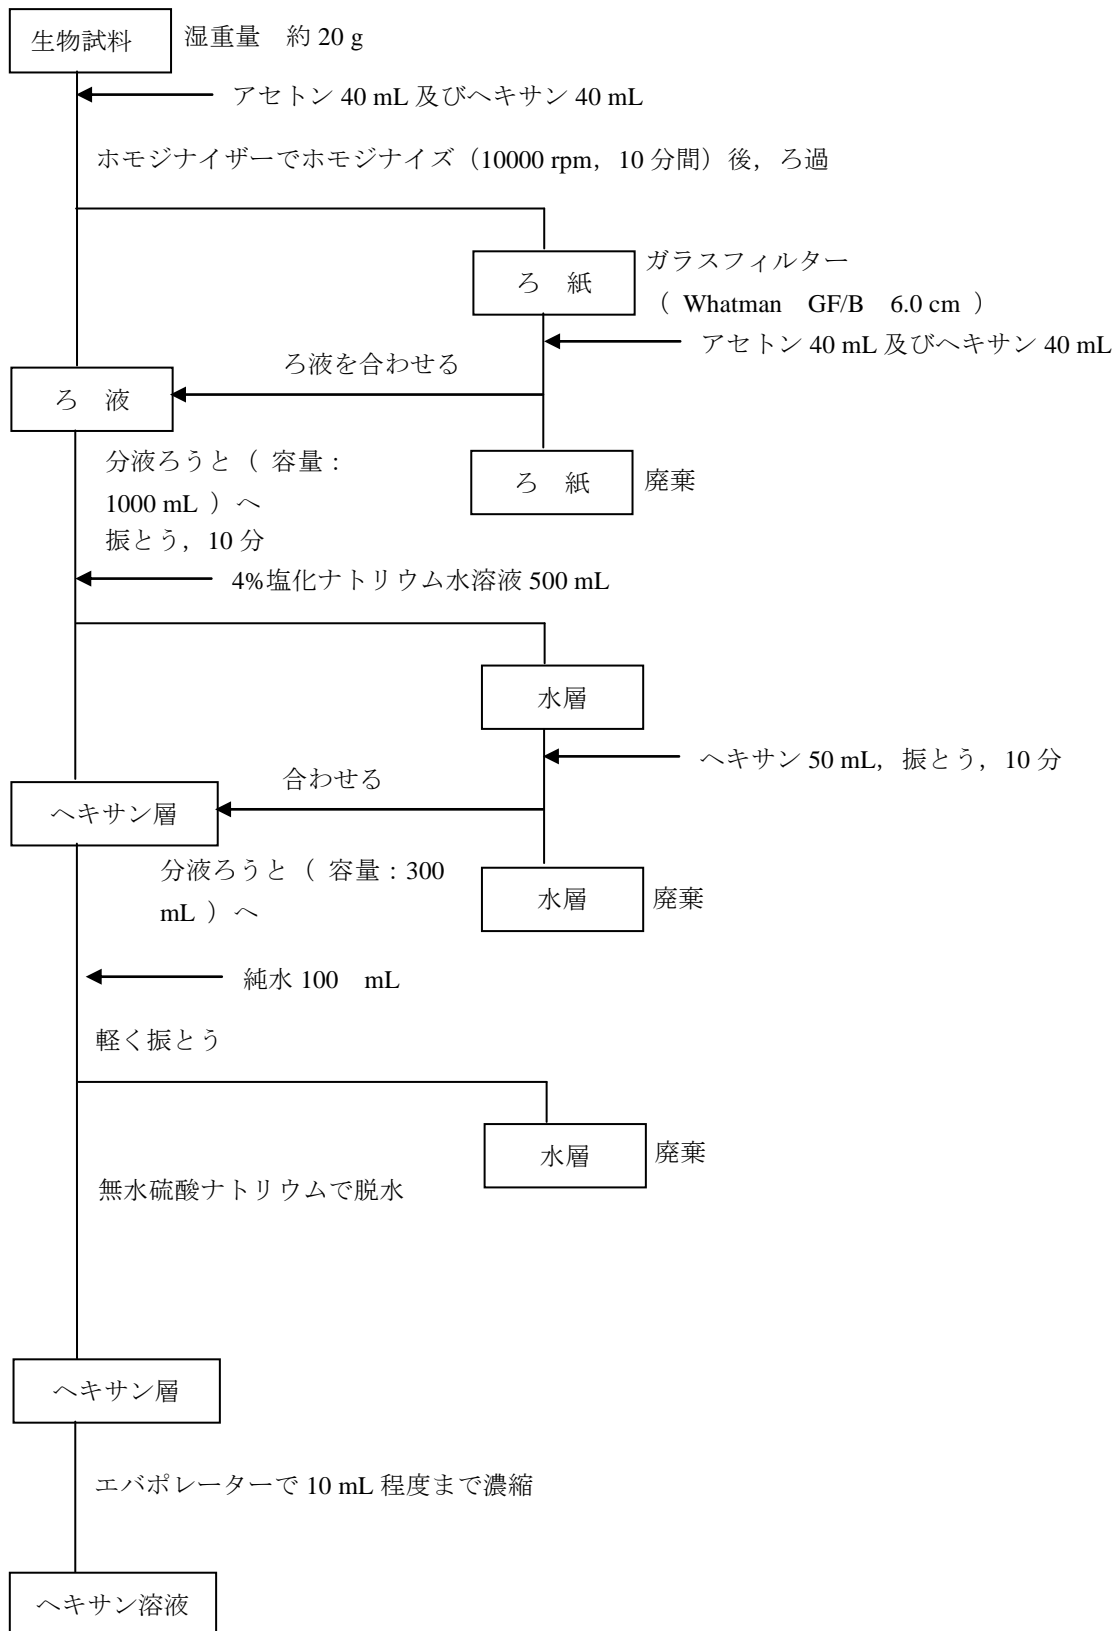 生物試料
湿重量 約 20 g
アセトン 40 mL 及びヘキサン 40 mL
ホモジナイザーでホモジナイズ（10000 rpm，10 分間）後，ろ過
ろ 紙
ガラスフィルター
（ Whatman GF/B 6.0 cm ）
アセトン 40 mL 及びヘキサン 40 mL
ろ液を合わせる
ろ 液
分液ろうと（ 容量：
1000 mL ）へ
振とう，10 分
ろ 紙
廃棄
4%塩化ナトリウム水溶液 500 mL
水層
ヘキサン 50 mL，振とう，10 分
合わせる
ヘキサン層
分液ろうと（ 容量：300
mL ）へ
水層
廃棄
純水 100 mL
軽く振とう
水層
廃棄
無水硫酸ナトリウムで脱水
ヘキサン層
エバポレーターで 10 mL 程度まで濃縮
ヘキサン溶液